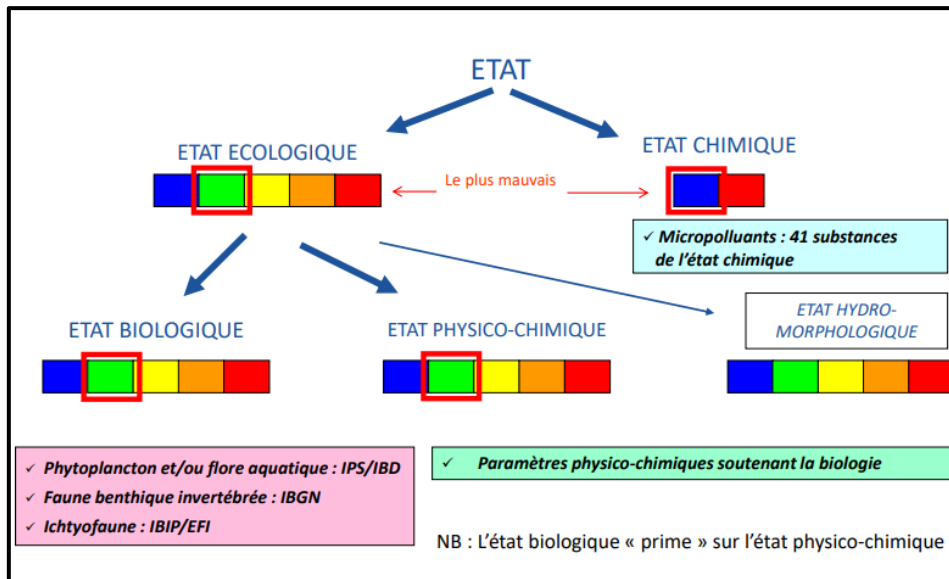 ETAT
ETAT ECOLOGIQUE
ETAT CHIMIQUE
Le plus mauvais
✓ Micropolluants : 41 substances
de l’état chimique
ETAT BIOLOGIQUE
ETAT PHYSICO-CHIMIQUE
ETAT HYDRO-
MORPHOLOGIQUE
✓ Phytoplancton et/ou flore aquatique : IPS/IBD
✓ Faune benthique invertébrée : IBGN
✓ Ichtyofaune : IBIP/EFI
✓ Paramètres physico-chimiques soutenant la biologie
NB : L’état biologique « prime » sur l’état physico-chimique